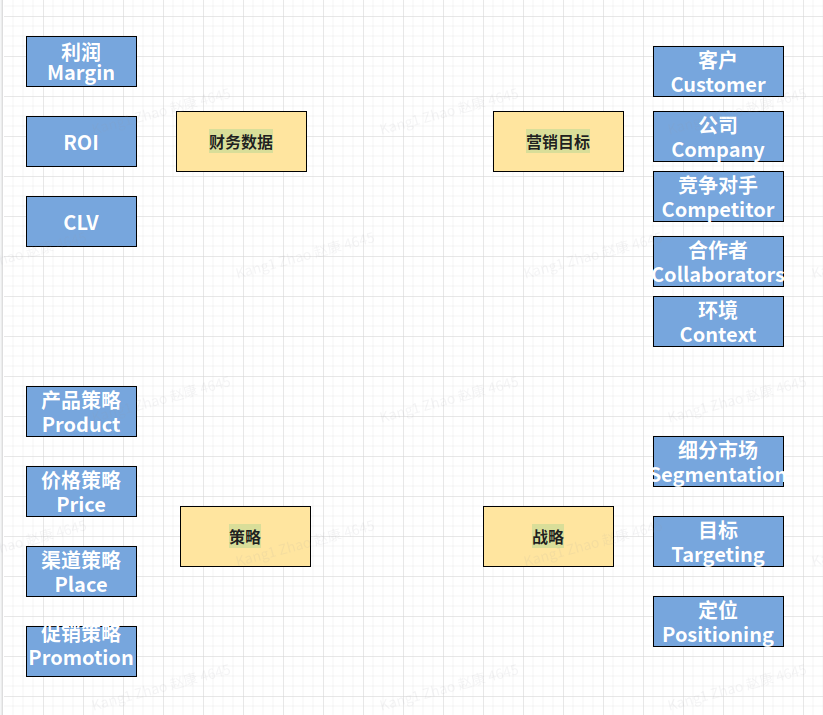 利润
Margin
ROI
CLV
财务数据
营销目标
客户
Customer
公司
Company
竞争对手
Competitor
合作者
Collaborators
环境
Context
产品策略
Product
价格策略
Price
渠道策略
Place
促销策略
Promotion
策略
战略
细分市场
Segmentation
目标
Targeting
定位
Positioning
Kang1 Zhao 赵康 4645